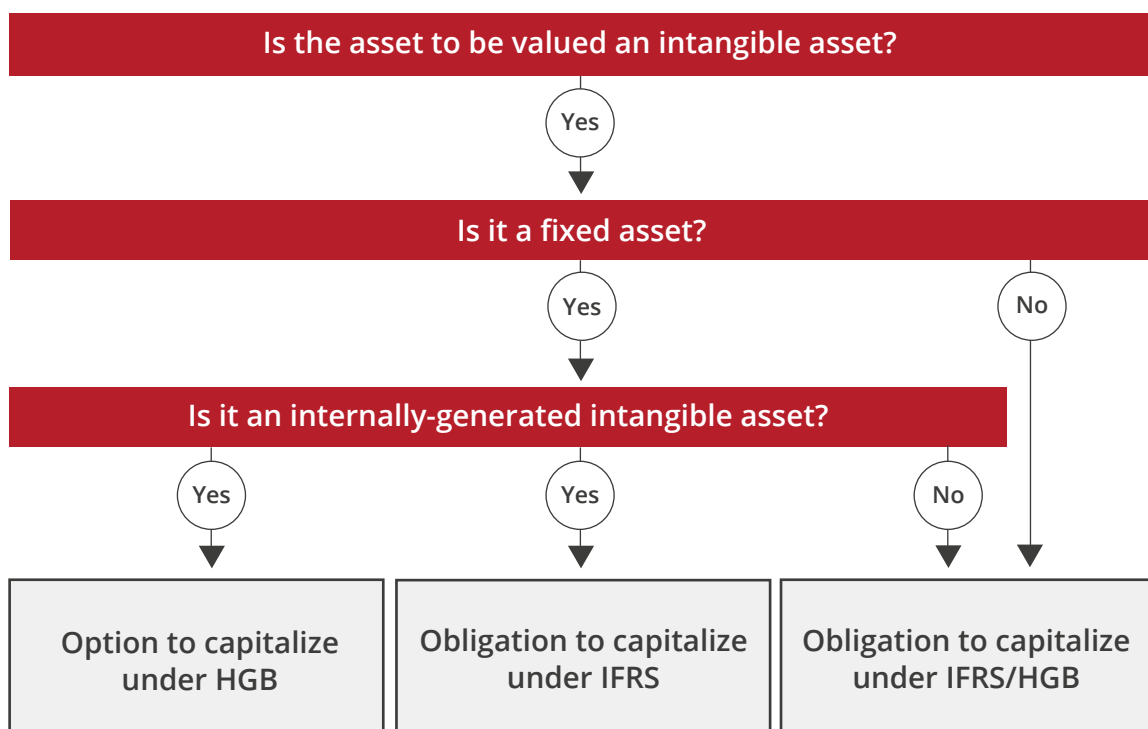 Is the asset to be valued an intangible asset?
Yes
Is it a fixed asset?
Yes
No
Is it an internally-generated intangible asset?
Yes
Yes
No
Option to capitalize
under HGB
Obligation to capitalize
under IFRS
Obligation to capitalize
under IFRS/HGB